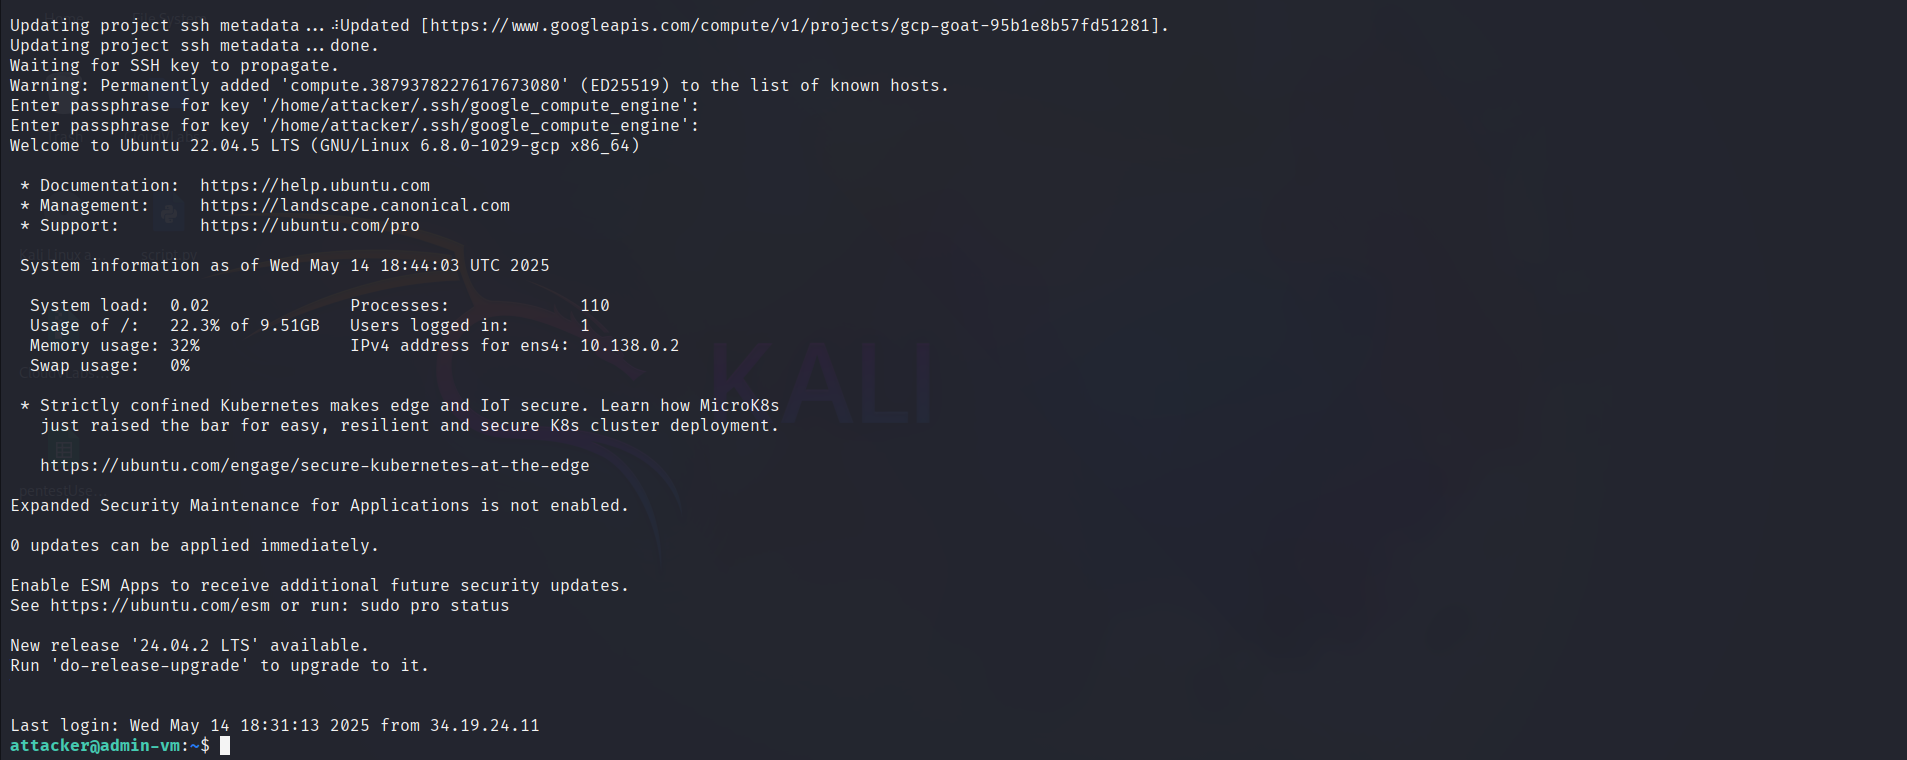 Updating project ssh metadata...⠼Updated [https://www.googleapis.com/compute/v1/projects/gcp-goat-95b1e8b57fd51281].
Updating project ssh metadata...done.
Waiting for SSH key to propagate.
Warning: Permanently added 'compute.3879378227617673080' (ED25519) to the list of known hosts.
Enter passphrase for key '/home/attacker/.ssh/google_compute_engine':
Enter passphrase for key '/home/attacker/.ssh/google_compute_engine':
Welcome to Ubuntu 22.04.5 LTS (GNU/Linux 6.8.0-1029-gcp x86_64)
* Documentation:  https://help.ubuntu.com
* Management:     https://landscape.canonical.com
* Support:        https://ubuntu.com/pro
System information as of Wed May 14 18:44:03 UTC 2025
System load:  0.02              Processes:             110
Usage of /:   22.3% of 9.51GB   Users logged in:       1
Memory usage: 32%               IPv4 address for ens4: 10.138.0.2
Swap usage:   0%
KALI
* Strictly confined Kubernetes makes edge and IoT secure. Learn how MicroK8s
just raised the bar for easy, resilient and secure K8s cluster deployment.
https://ubuntu.com/engage/secure-kubernetes-at-the-edge
Expanded Security Maintenance for Applications is not enabled.
0 updates can be applied immediately.
Enable ESM Apps to receive additional future security updates.
See https://ubuntu.com/esm or run: sudo pro status
New release '24.04.2 LTS' available.
Run 'do-release-upgrade' to upgrade to it.
Last login: Wed May 14 18:31:13 2025 from 34.19.24.11
attacker@admin-vm:~$